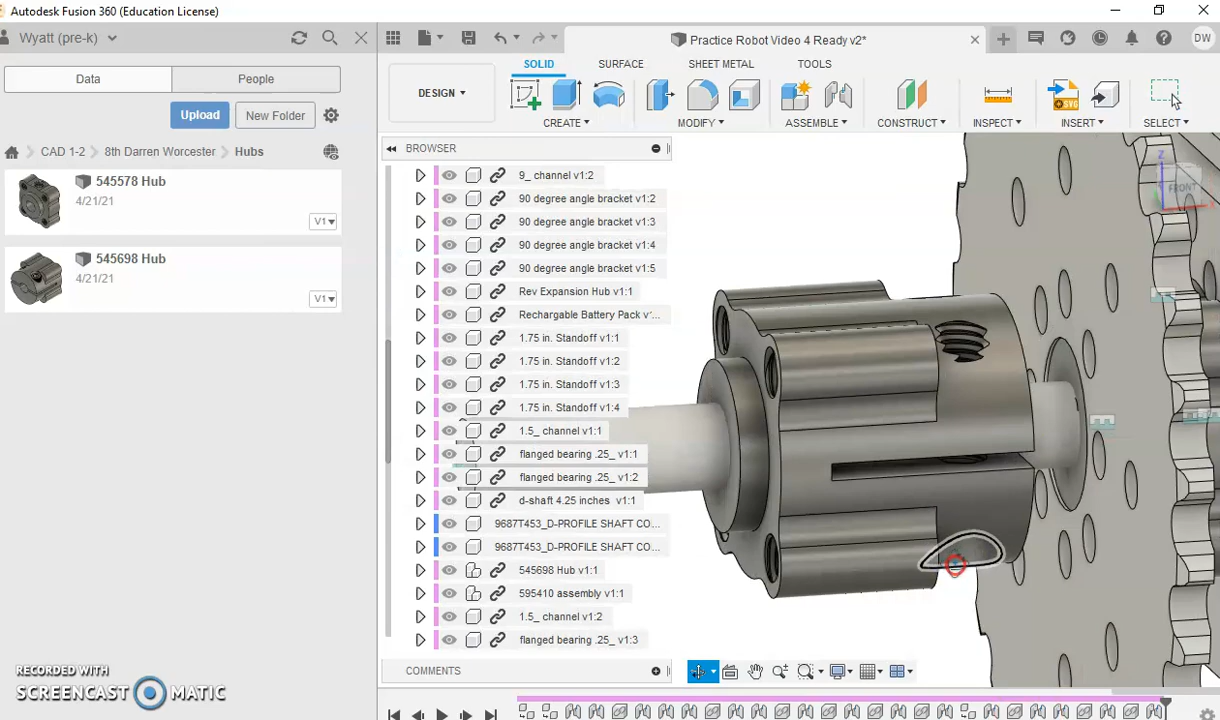 Autodesk Fusion 360 (Education License)
Wyatt (pre-k)
Practice Robot Video 4 Ready v2*
DW
Data
People
Upload
New Folder
CAD 1-2
8th Darren Worcester
Hubs
545578 Hub
4/21/21
V1
545698 Hub
4/21/21
V1
SOLID
SURFACE
SHEET METAL
TOOLS
DESIGN
CREATE
MODIFY
ASSEMBLE
CONSTRUCT
INSPECT
INSERT
SELECT
SVG
BROWSER
9_ channel v1:2
90 degree angle bracket v1:2
90 degree angle bracket v1:3
90 degree angle bracket v1:4
90 degree angle bracket v1:5
Rev Expansion Hub v1:1
Rechargable Battery Pack v'...
1.75 in. Standoff v1:1
1.75 in. Standoff v1:2
1.75 in. Standoff v1:3
1.75 in. Standoff v1:4
1.5_ channel v1:1
flanged bearing .25_ v1:1
flanged bearing .25_ v1:2
d-shaft 4.25 inches v1:1
9687T453_D-PROFILE SHAFT CO...
9687T453_D-PROFILE SHAFT CO...
545698 Hub v1:1
595410 assembly v1:1
1.5_ channel v1:2
flanged bearing .25_ v1:3
COMMENTS
Z
FRONT
X
RECORDED WITH
SCREENCAST MATIC